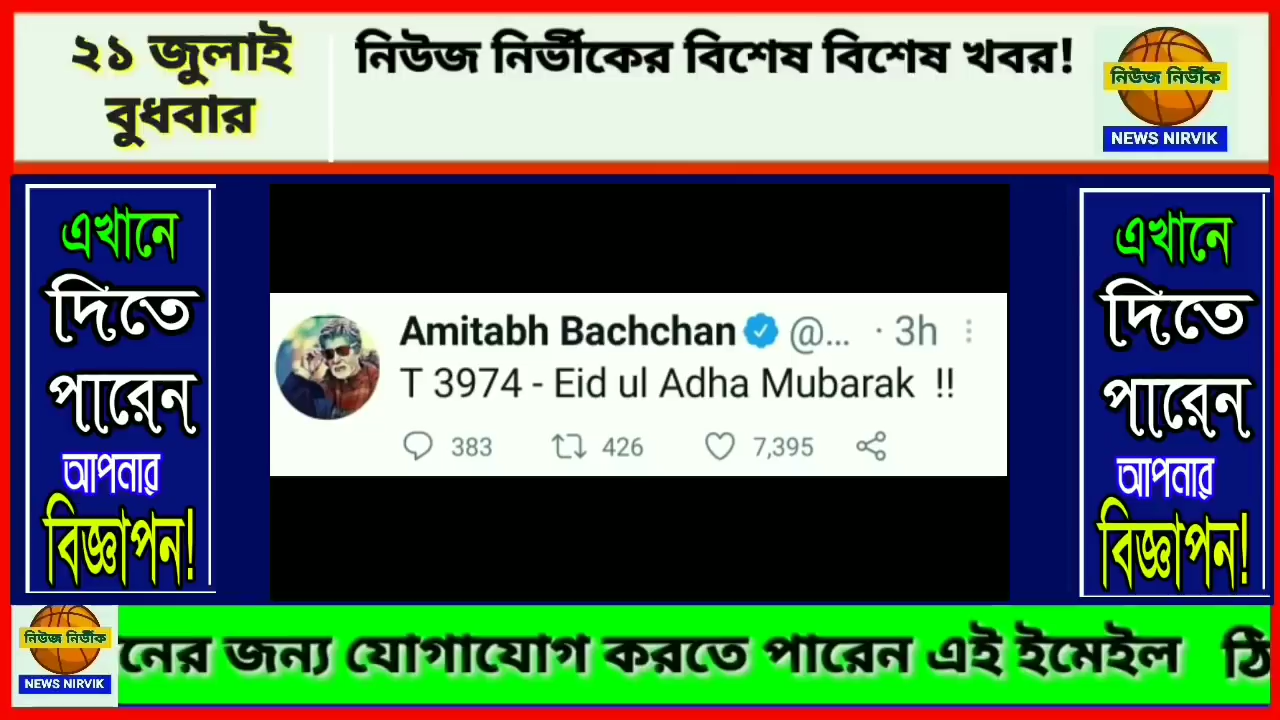 ২১ জুলাই
বুধবার
নিউজ নির্ভীকের বিশেষ বিশেষ খবর!
নিউজ নির্ভীক
NEWS NIRVIK
এখানে
দিতে
পারেন
আপনার
বিজ্ঞাপন!
Amitabh Bachchan @... · 3h
T 3974 - Eid ul Adha Mubarak !!
383 426 7,395
এখানে
দিতে
পারেন
আপনার
বিজ্ঞাপন!
নিউজ নির্ভীক
NEWS NIRVIK
নের জন্য যোগাযোগ করতে পারেন এই ইমেইল ঠি